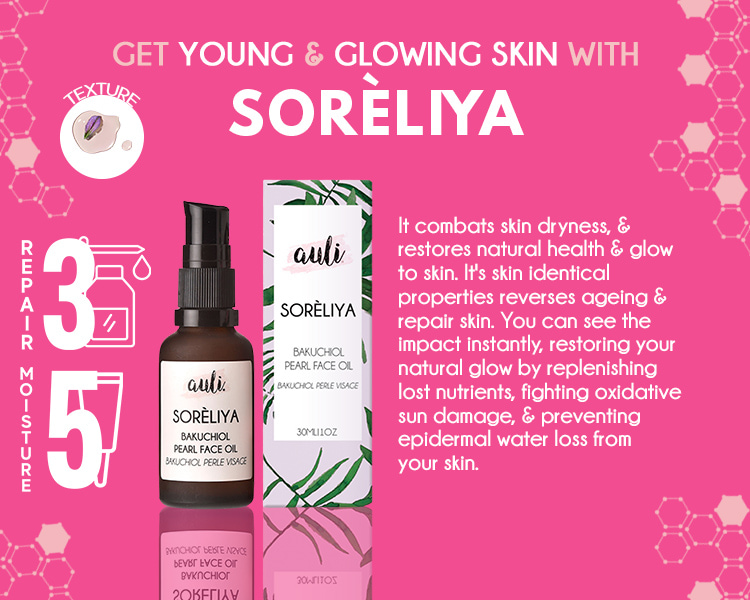 GET YOUNG & GLOWING SKIN WITH
SORÈLIYA
TEXTURE
REPAIR
3
MOISTURE
5
auli
SORÈLIYA
BAKUCHIOL
PEARL FACE OIL
BAKUCHIOL PERLE VISAGE
auli
SORÈLIYA
BAKUCHIOL
PEARL FACE OIL
BAKUCHIOL PERLE VISAGE
30ML|1OZ
It combats skin dryness, &
restores natural health & glow
to skin. It's skin identical
properties reverses ageing &
repair skin. You can see the
impact instantly, restoring your
natural glow by replenishing
lost nutrients, fighting oxidative
sun damage, & preventing
epidermal water loss from
your skin.